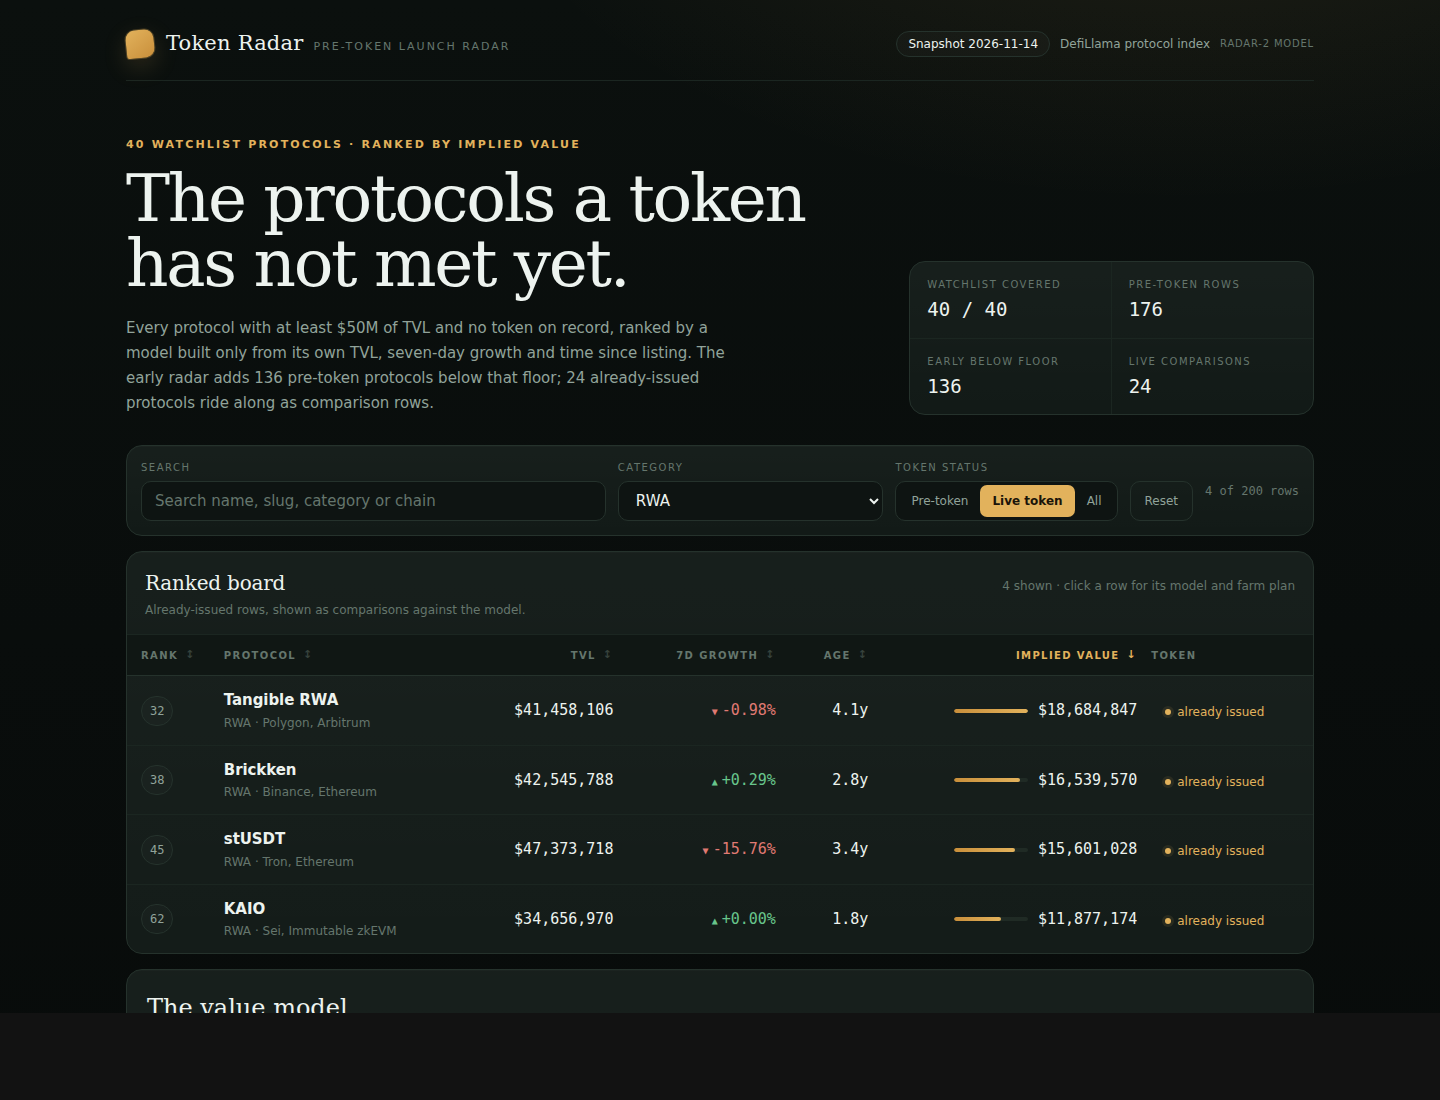 Token Radar PRE-TOKEN LAUNCH RADAR
Snapshot 2026-11-14 DefiLlama protocol index RADAR-2 MODEL
40 WATCHLIST PROTOCOLS · RANKED BY IMPLIED VALUE
The protocols a token
has not met yet.
Every protocol with at least $50M of TVL and no token on record, ranked by a
model built only from its own TVL, seven-day growth and time since listing. The
early radar adds 136 pre-token protocols below that floor; 24 already-issued
protocols ride along as comparison rows.
WATCHLIST COVERED
40 / 40
PRE-TOKEN ROWS
176
EARLY BELOW FLOOR
136
LIVE COMPARISONS
24
SEARCH
Search name, slug, category or chain
CATEGORY
RWA
TOKEN STATUS
Pre-token Live token All
Reset
4 of 200 rows
Ranked board
Already-issued rows, shown as comparisons against the model.
4 shown · click a row for its model and farm plan
RANK ↕ PROTOCOL ↕ TVL ↕ 7D GROWTH ↕ AGE ↕ IMPLIED VALUE ↓ TOKEN
32 Tangible RWA $41,458,106 ▼ -0.98% 4.1y $18,684,847 already issued
RWA · Polygon, Arbitrum
38 Brickken $42,545,788 ▲ +0.29% 2.8y $16,539,570 already issued
RWA · Binance, Ethereum
45 stUSDT $47,373,718 ▼ -15.76% 3.4y $15,601,028 already issued
RWA · Tron, Ethereum
62 KAIO $34,656,970 ▲ +0.00% 1.8y $11,877,174 already issued
RWA · Sei, Immutable zkEVM
The value model